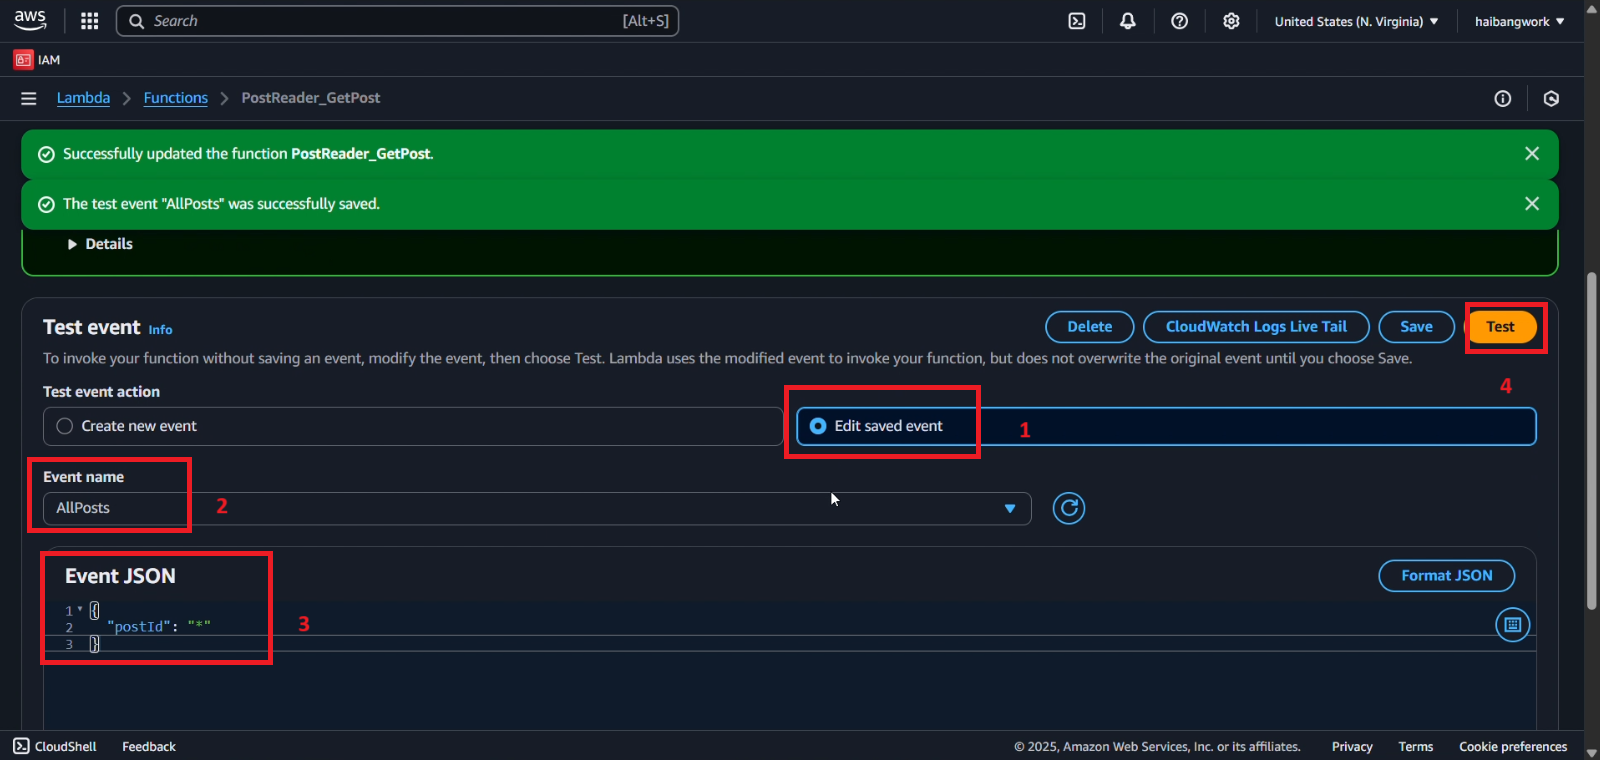 aws
Search
[Alt+S]
United States (N. Virginia)
haibangwork
IAM
Lambda
Functions
PostReader_GetPost
Successfully updated the function PostReader_GetPost.
The test event "AllPosts" was successfully saved.
Details
Test event Info
Delete
CloudWatch Logs Live Tail
Save
Test
To invoke your function without saving an event, modify the event, then choose Test. Lambda uses the modified event to invoke your function, but does not overwrite the original event until you choose Save.
4
Test event action
Create new event
Edit saved event
1
Event name
AllPosts
2
Event JSON
Format JSON
1 {
2 "postId": "*"
3 }
3
CloudShell
Feedback
© 2025, Amazon Web Services, Inc. or its affiliates.
Privacy
Terms
Cookie preferences